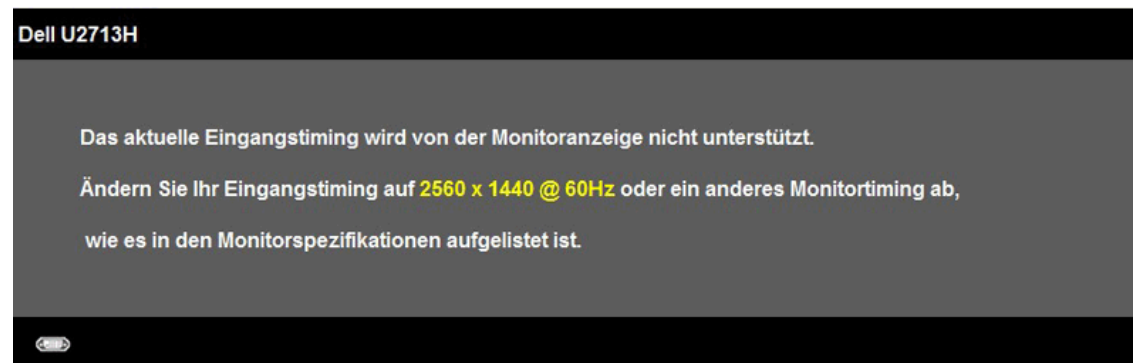 Dell U2713H
Das aktuelle Eingangstiming wird von der Monitoranzeige nicht unterstützt.
Ändern Sie Ihr Eingangstiming auf 2560 x 1440 @ 60Hz oder ein anderes Monitortiming ab,
wie es in den Monitorspezifikationen aufgelistet ist.